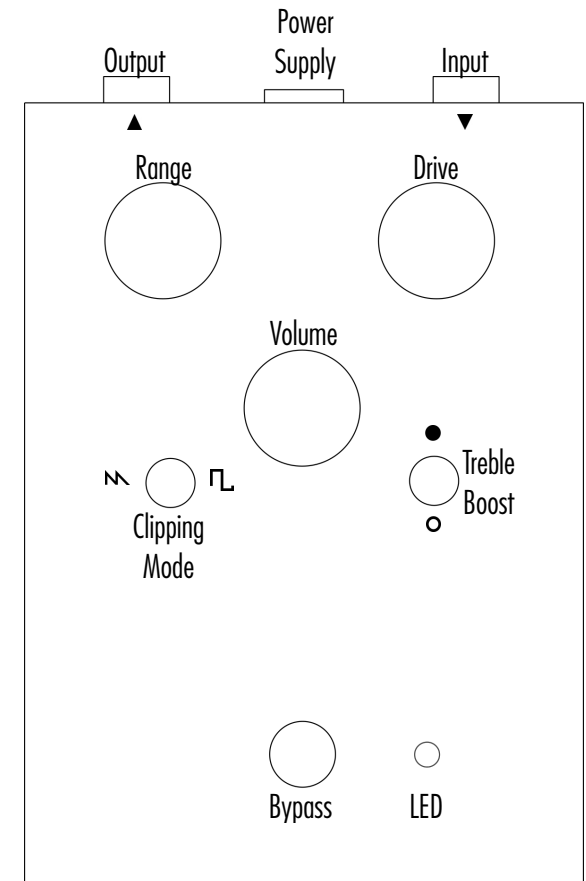 Power
Supply
Output
Input
Range
Drive
Volume
Treble
Boost
Clipping
Mode
Bypass
LED